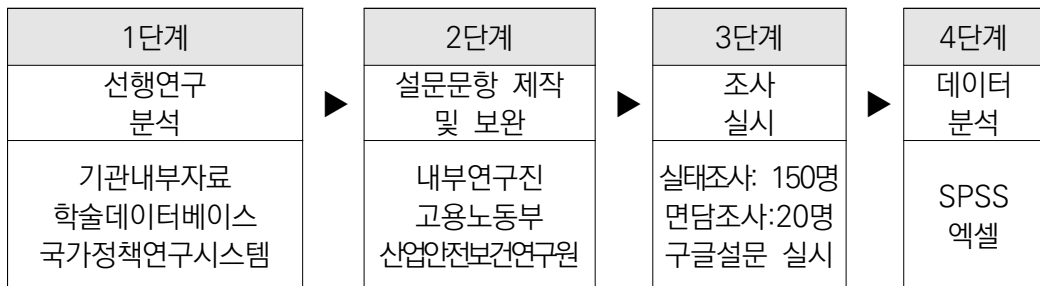 1단계
선행연구
분석
기관내부자료
학술데이터베이스
국가정책연구시스템
▶
2단계
설문문항 제작
및 보완
내부연구진
고용노동부
산업안전보건연구원
▶
3단계
조사
실시
실태조사: 150명
면담조사:20명
구글설문 실시
▶
4단계
데이터
분석
SPSS
엑셀